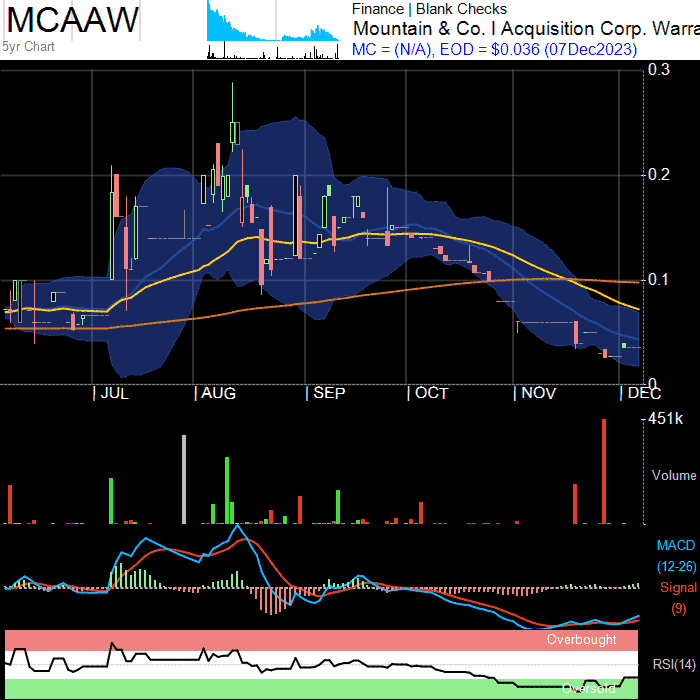 MCAAW
5yr Chart
Finance | Blank Checks
Mountain & Co. I Acquisition Corp. Warra
MC = (N/A), EOD = $0.036 (07Dec2023)
0.3
0.2
0.1
0
JUL AUG SEP OCT NOV DEC
451k
Volume
MACD
(12-26)
Signal
(9)
Overbought
RSI(14)
Oversold